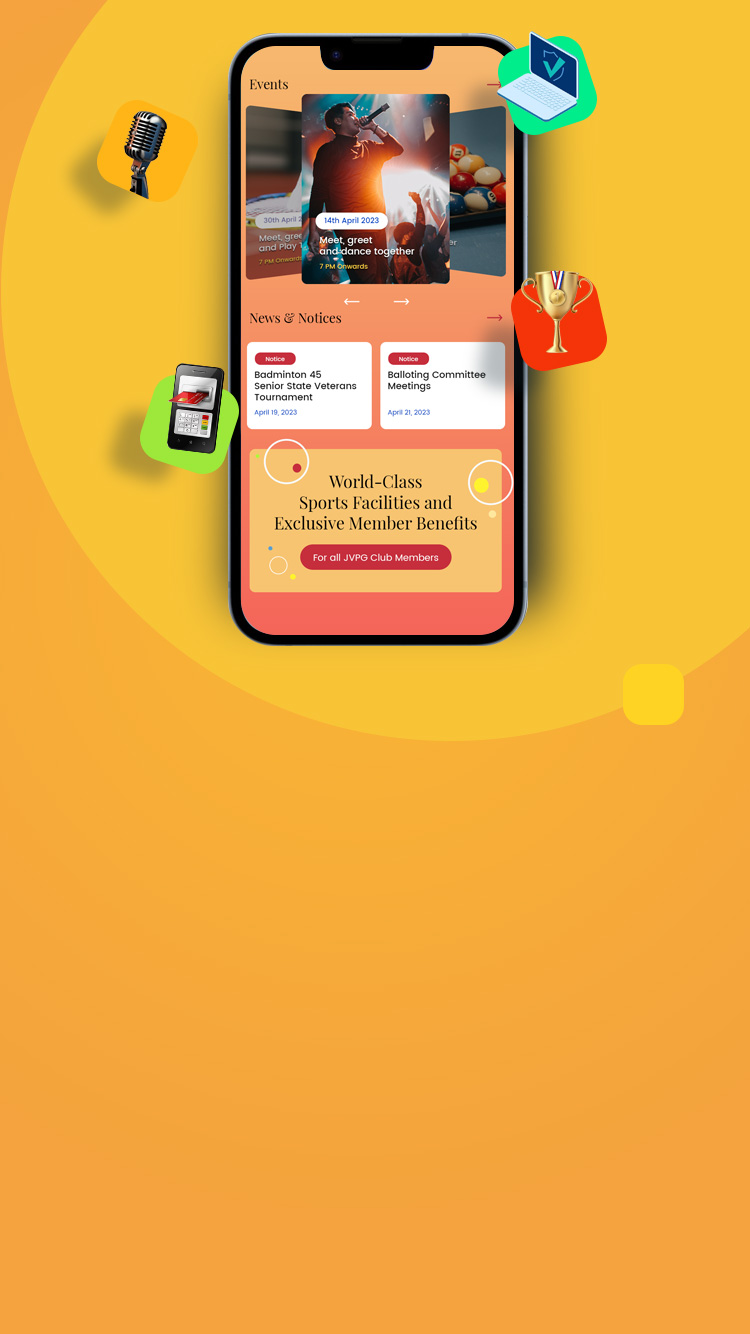 Events
30th April 2
Meet, gree
and Play T
7 PM Onwards
14th April 2023
Meet, greet
and dance together
7 PM Onwards
er
News & Notices
Notice
Badminton 45
Senior State Veterans
Tournament
April 19, 2023
Notice
Balloting Committee
Meetings
April 21, 2023
World-Class
Sports Facilities and
Exclusive Member Benefits
For all JVPG Club Members